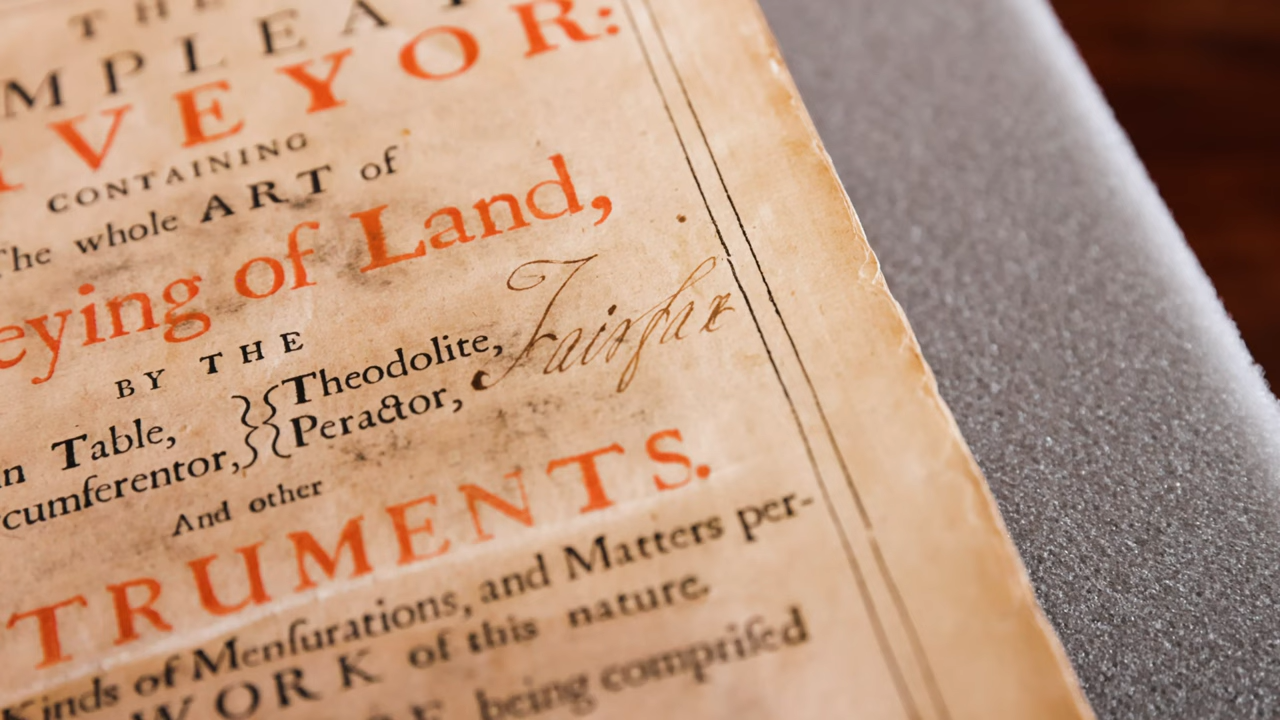 THE
MPLEAT
RVEYOR:
CONTAINING
The whole ART of
eying of Land,
BY THE
n Table, }{ Theodolite, Fairfax
cumferentor, }{ Peractor,
And other
TRUMENTS.
Kinds of Menſurations, and Matters per-
WORK of this nature.
being compriſed